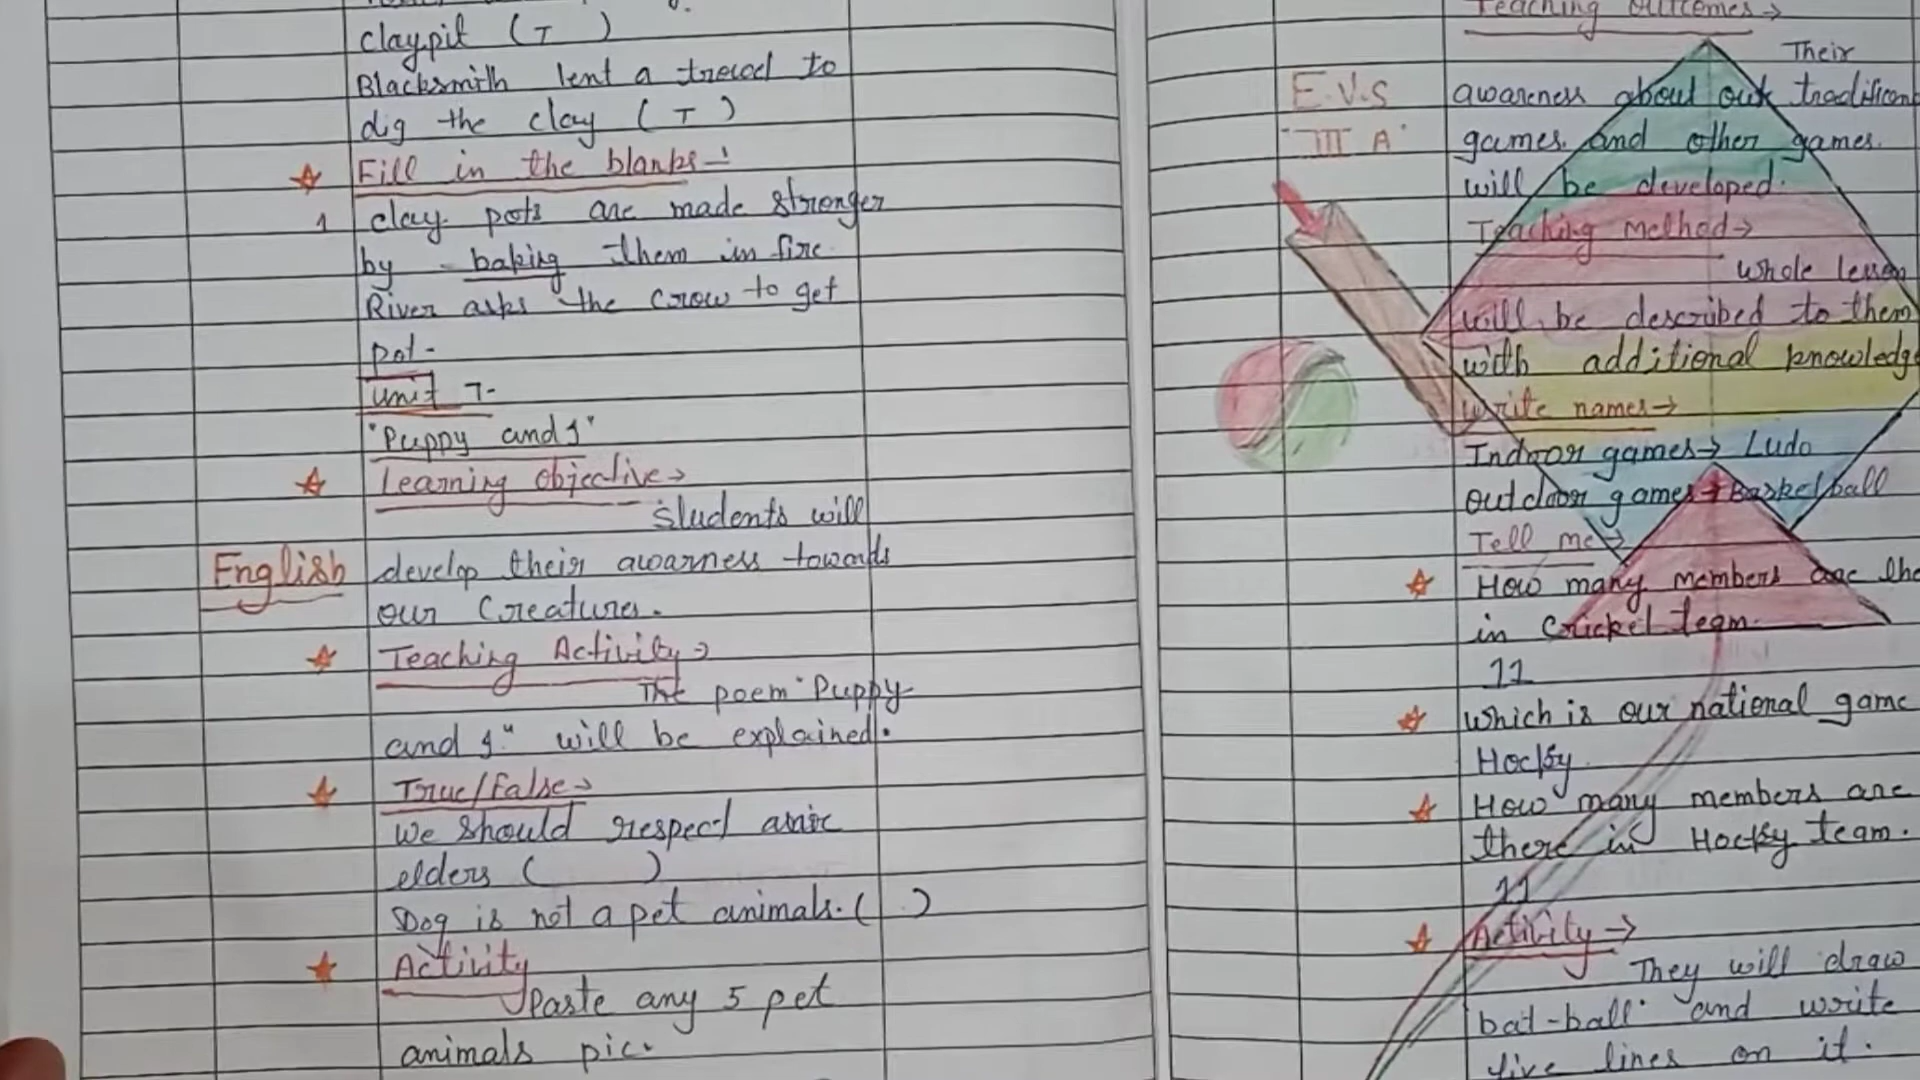 claypit ( T )
Blacksmith lent a trowel to
dig the clay ( T )
Fill in the blanks-:
1 clay pots are made stronger
by baking them in fire.
River asks the crow to get
pot-
Unit 7-
"Puppy and I"
Learning objective→
Students will
English
develop their awarness towards
our Creatures.
Teaching Activity→
The poem "Puppy
and I" will be explained.
True/False→
We should respect
elders ( )
Dog is not a pet animals. ( )
Activity
Paste any 5 pet
animals pic.
Teaching outcomes→
Their
E.V.S
awareness about our traditional
"III A"
games and other games.
will be developed.
Teaching Method→
whole lesson
will be described to them
with additional knowledge
Write names→
Indoor games→ Ludo
outdoor games→ Basketball
Tell me→
How many members are the
in Cricket team.
11
which is our national game
Hocky
How many members are
there in Hocky team.
11
Activity→
They will draw
bat-ball and write
five lines on it.